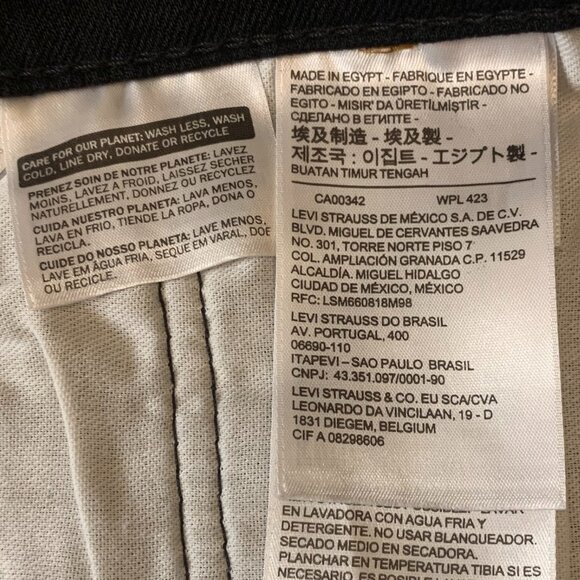 CARE FOR OUR PLANET: WASH LESS, WASH
COLD, LINE DRY, DONATE OR RECYCLE
PRENEZ SOIN DE NOTRE PLANETE: LAVEZ
MOINS, LAVEZ A FROID, LAISSEZ SECHER
NATURELLEMENT, DONNEZ OU RECYCLEZ
CUIDA NUESTRO PLANETA: LAVA MENOS,
LAVA EN FRIO, TIENDE LA ROPA, DONA O
RECICLA.
CUIDE DO NOSSO PLANETA: LAVE MENOS,
LAVE EM ÁGUA FRIA, SEQUE EM VARAL, DOE
OU RECICLE.
MADE IN EGYPT - FABRIQUE EN EGYPTE -
FABRICADO EN EGIPTO - FABRICADO NO
EGITO - MISIR'DA ÜRETİLMİŞTİR -
СДЕЛАНО В ЕГИПТЕ -
埃及制造 - 埃及製 -
제조국 : 이집트 - エジプト製 -
BUATAN TIMUR TENGAH
CA00342 WPL 423
LEVI STRAUSS DE MÉXICO S.A. DE C.V.
BLVD. MIGUEL DE CERVANTES SAAVEDRA
NO. 301, TORRE NORTE PISO 7
COL. AMPLIACIÓN GRANADA C.P. 11529
ALCALDÍA. MIGUEL HIDALGO
CIUDAD DE MÉXICO, MÉXICO
RFC: LSM660818M98
LEVI STRAUSS DO BRASIL
AV. PORTUGAL, 400
06690-110
ITAPEVI – SAO PAULO BRASIL
CNPJ: 43.351.097/0001-90
LEVI STRAUSS & CO. EU SCA/CVA
LEONARDO DA VINCILAAN, 19 - D
1831 DIEGEM, BELGIUM
CIF A 08298606
EN LAVADORA CON AGUA FRIA Y
DETERGENTE. NO USAR BLANQUEADOR.
SECADO MEDIO EN SECADORA.
PLANCHAR EN TEMPERATURA TIBIA SI ES